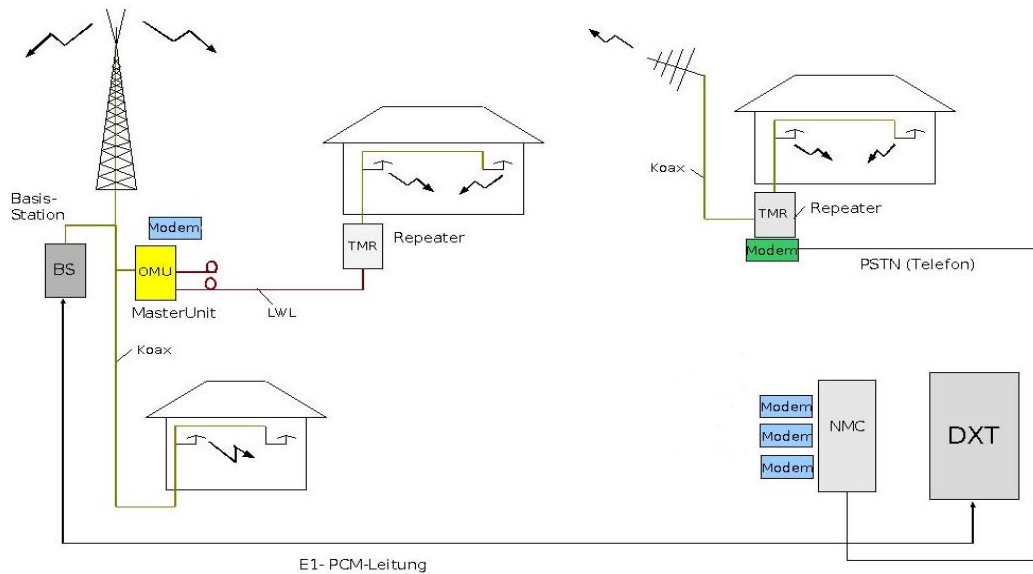 Basis-
Station
BS
Modem
OMU
MasterUnit
TMR
Repeater
LWL
Koax
Koax
TMR
Repeater
Modem
PSTN (Telefon)
Modem
Modem
Modem
NMC
DXT
E1- PCM-Leitung